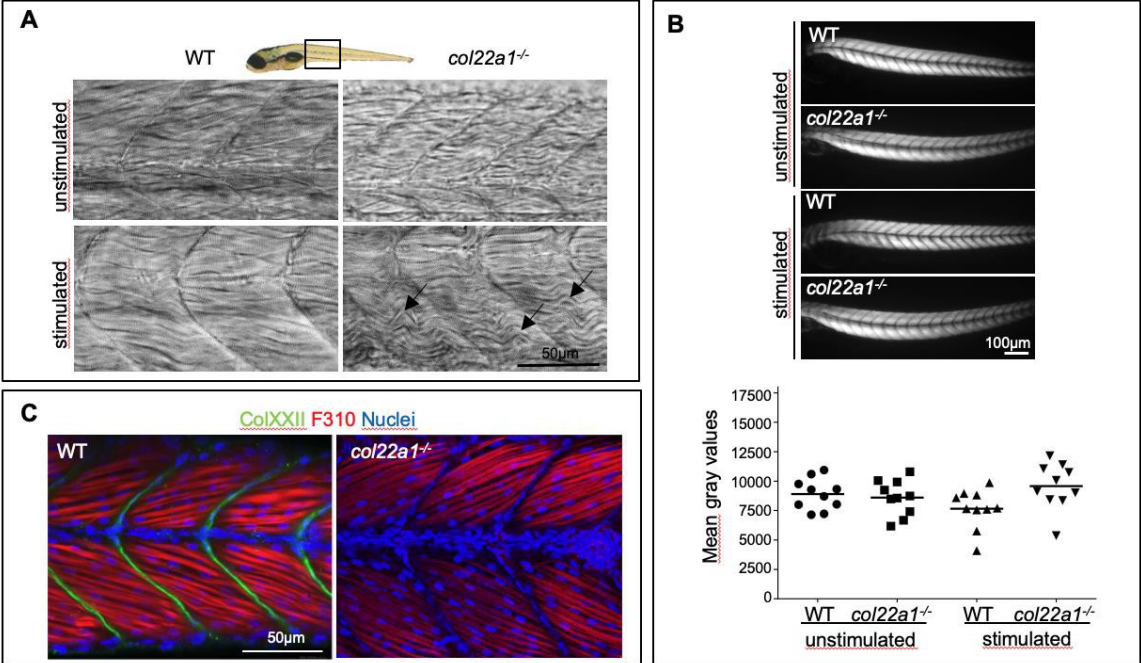 A
WT col22a1-/-
unstimulated
stimulated
50µm
B
WT
col22a1-/-
unstimulated
WT
col22a1-/-
stimulated
100µm
17500
15000
12500
10000
7500
5000
2500
0
Mean gray values
WT col22a1-/- WT col22a1-/-
unstimulated stimulated
C
ColXXII F310 Nuclei
WT
col22a1-/-
50µm